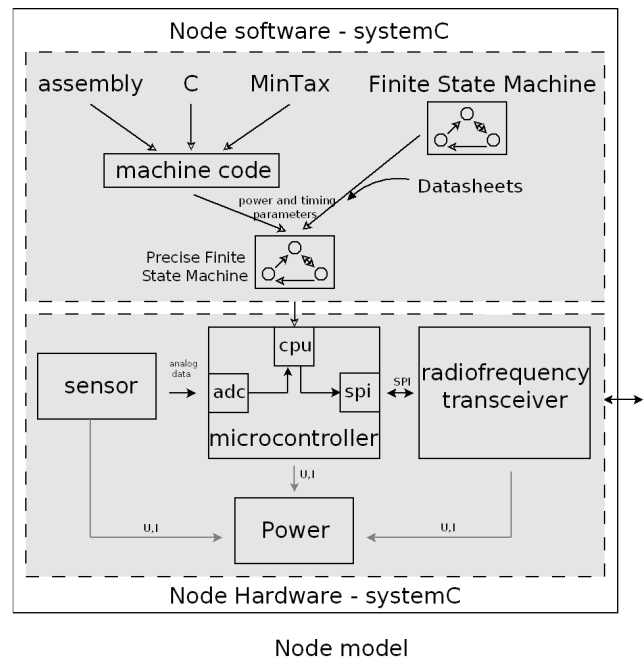 Node software - systemC
assembly C MinTax Finite State Machine
machine code
Datasheets
power and timing
parameters
Precise Finite
State Machine
cpu
sensor
analog
data
adc
spi
SPI
radiofrequency
transceiver
microcontroller
U,I
Power
U,I
U,I
Node Hardware - systemC
Node model